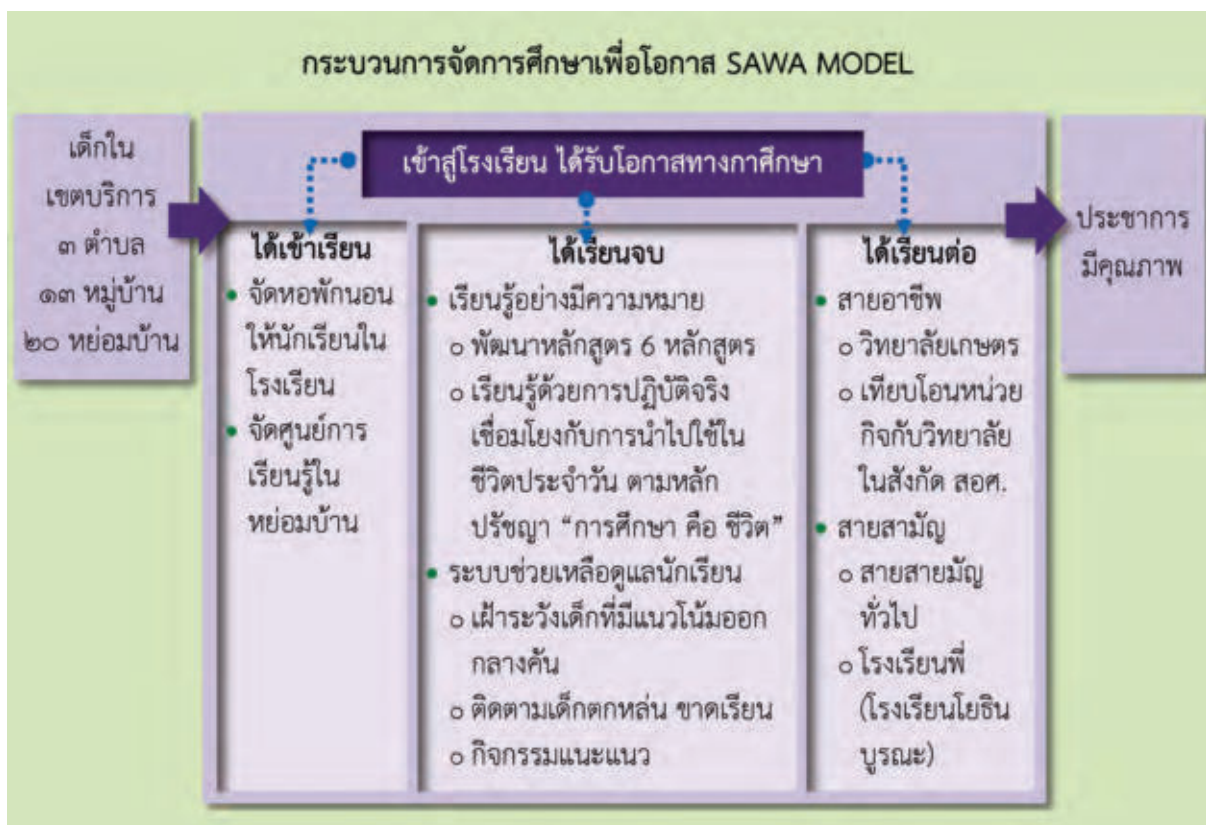 กระบวนการจัดการศึกษาเพื่อโอกาส SAWA MODEL
เด็กใน
เขตบริการ
๓ ตำบล
๑๓ หมู่บ้าน
๒๐ หย่อมบ้าน
เข้าสู่โรงเรียน ได้รับโอกาสทางกาศึกษา
ได้เข้าเรียน
• จัดหอพักนอน
ให้นักเรียนใน
โรงเรียน
• จัดศูนย์การ
เรียนรู้ใน
หย่อมบ้าน
ได้เรียนจบ
• เรียนรู้อย่างมีความหมาย
o พัฒนาหลักสูตร 6 หลักสูตร
o เรียนรู้ด้วยการปฏิบัติจริง
เชื่อมโยงกับการนำไปใช้ใน
ชีวิตประจำวัน ตามหลัก
ปรัชญา “การศึกษา คือ ชีวิต”
• ระบบช่วยเหลือดูแลนักเรียน
o เฝ้าระวังเด็กที่มีแนวโน้มออก
กลางคัน
o ติดตามเด็กตกหล่น ขาดเรียน
o กิจกรรมแนะแนว
ได้เรียนต่อ
• สายอาชีพ
o วิทยาลัยเกษตร
o เทียบโอนหน่วย
กิจกับวิทยาลัย
ในสังกัด สอศ.
• สายสามัญ
o สายสายมัญ
ทั่วไป
o โรงเรียนพี่
(โรงเรียนโยธิน
บูรณะ)
ประชาการ
มีคุณภาพ